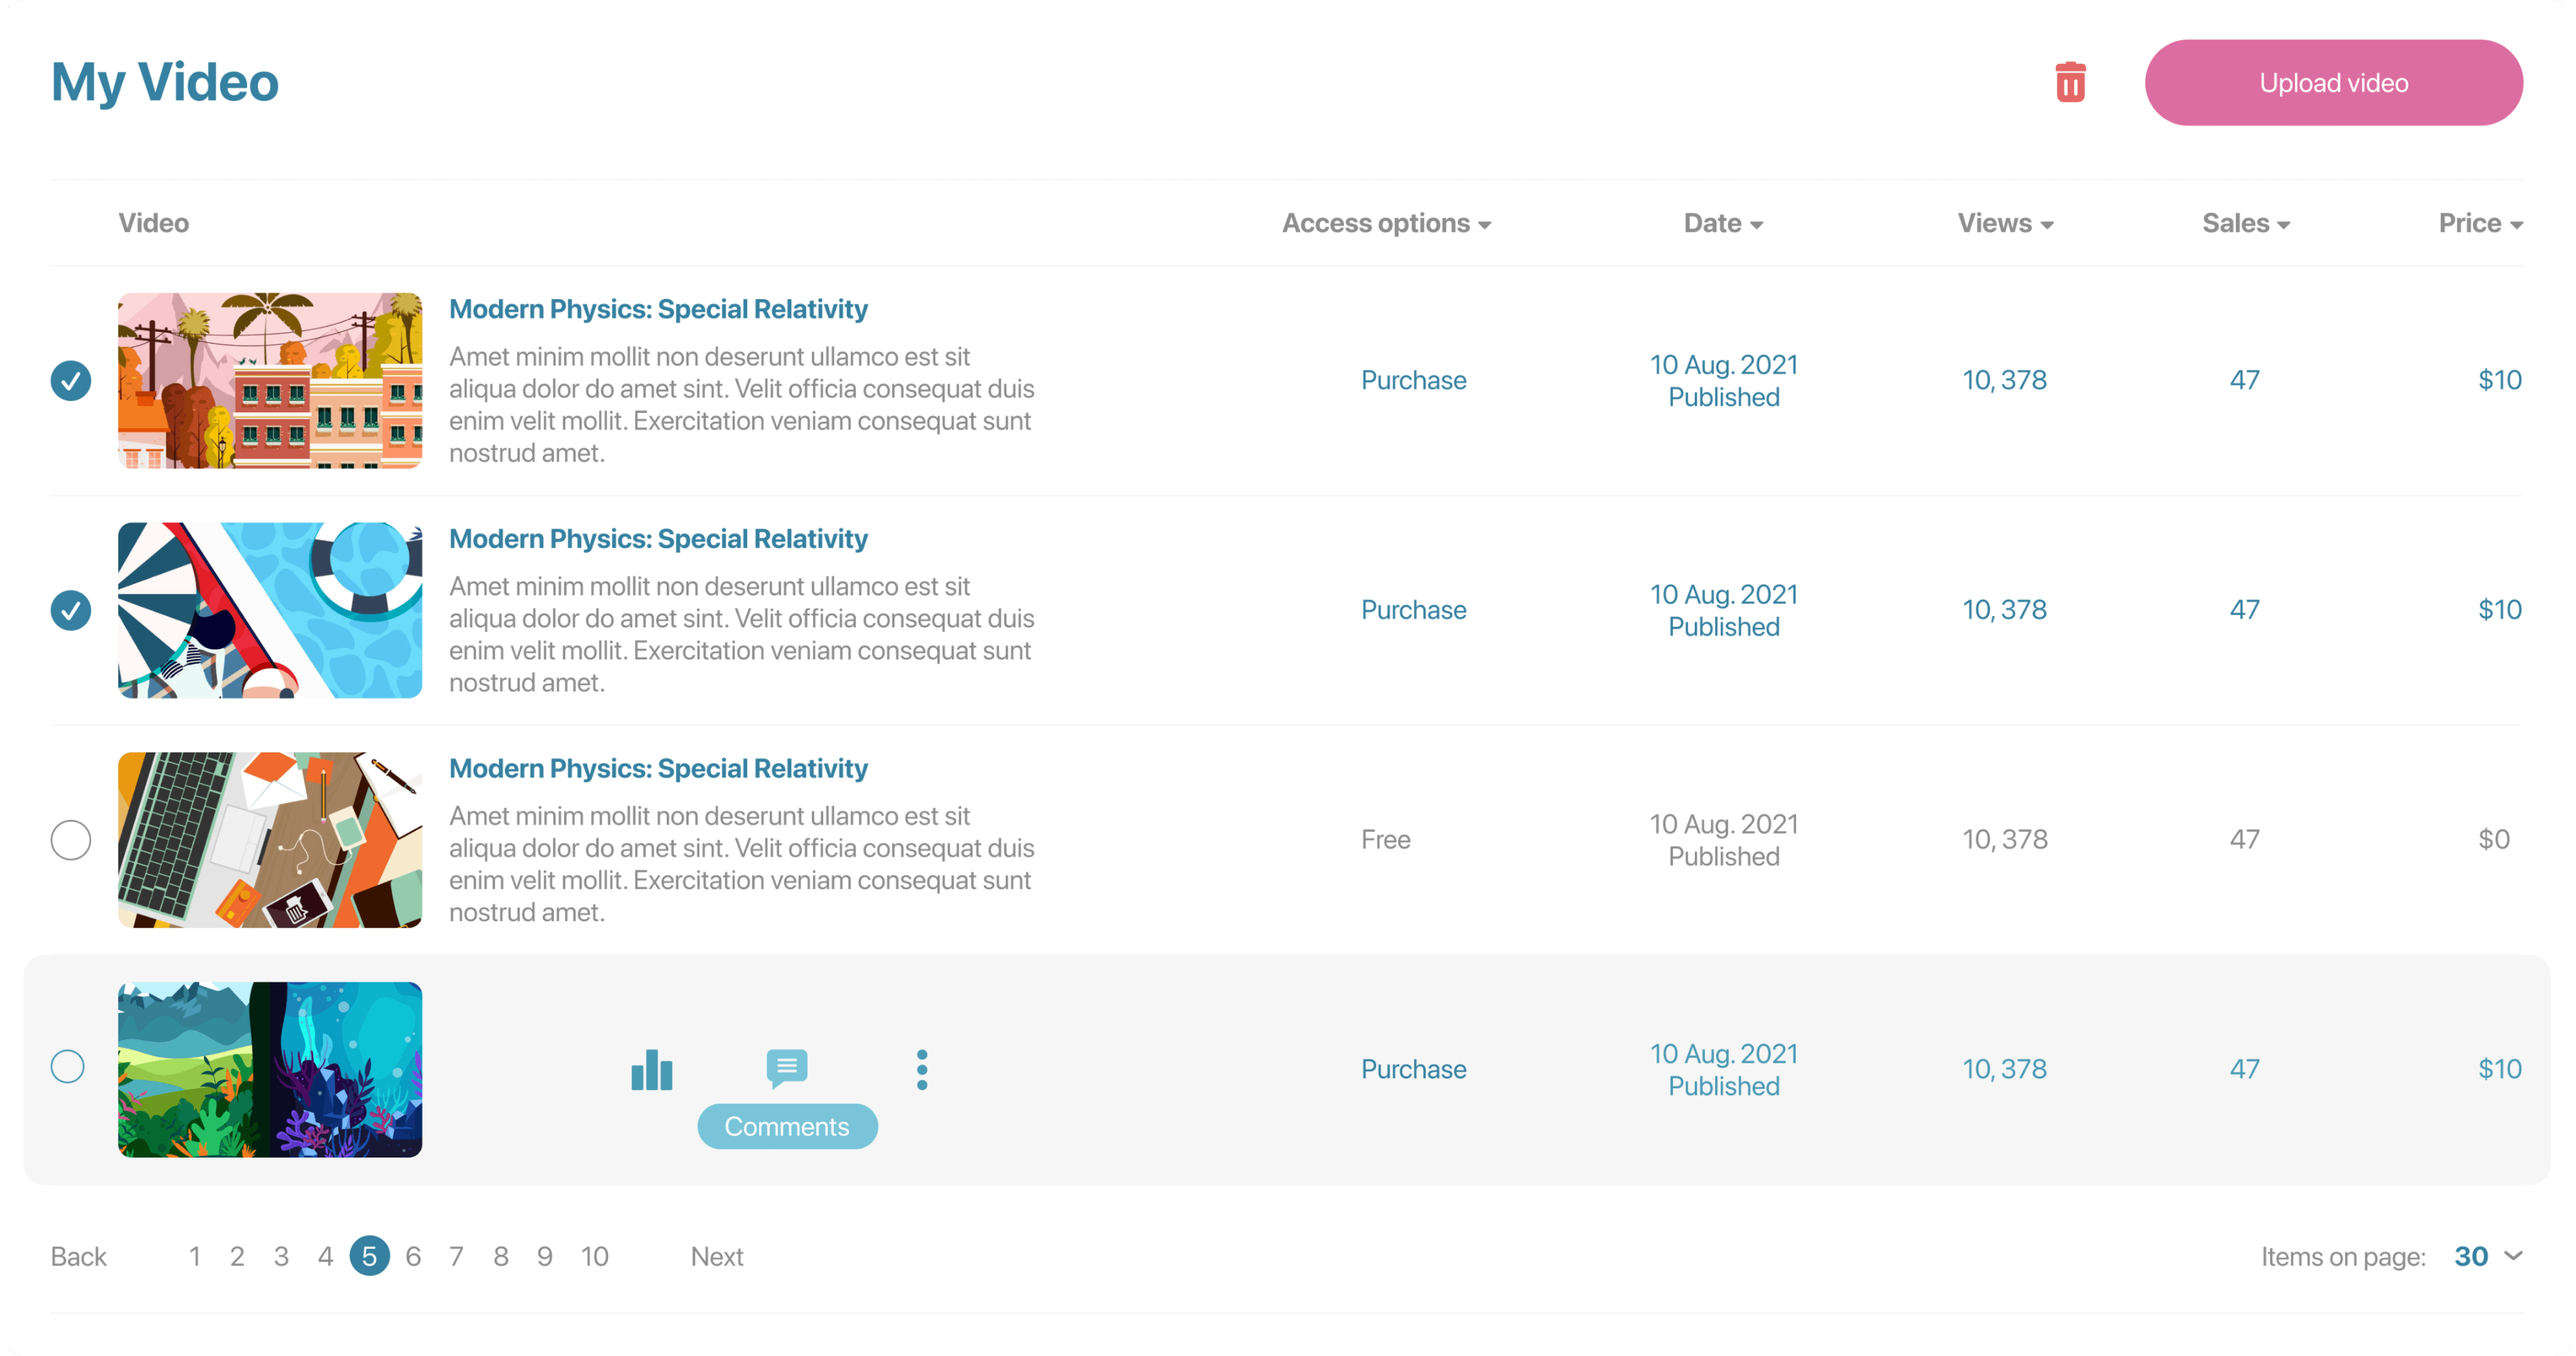 My Video
Upload video
Video
Access options
Date
Views
Sales
Price
Modern Physics: Special Relativity
Amet minim mollit non deserunt ullamco est sit
aliqua dolor do amet sint. Velit officia consequat duis
enim velit mollit. Exercitation veniam consequat sunt
nostrud amet.
Purchase
10 Aug. 2021
Published
10, 378
47
$10
Modern Physics: Special Relativity
Amet minim mollit non deserunt ullamco est sit
aliqua dolor do amet sint. Velit officia consequat duis
enim velit mollit. Exercitation veniam consequat sunt
nostrud amet.
Purchase
10 Aug. 2021
Published
10, 378
47
$10
Modern Physics: Special Relativity
Amet minim mollit non deserunt ullamco est sit
aliqua dolor do amet sint. Velit officia consequat duis
enim velit mollit. Exercitation veniam consequat sunt
nostrud amet.
Free
10 Aug. 2021
Published
10, 378
47
$0
Comments
Purchase
10 Aug. 2021
Published
10, 378
47
$10
Back 1 2 3 4 5 6 7 8 9 10 Next
Items on page: 30